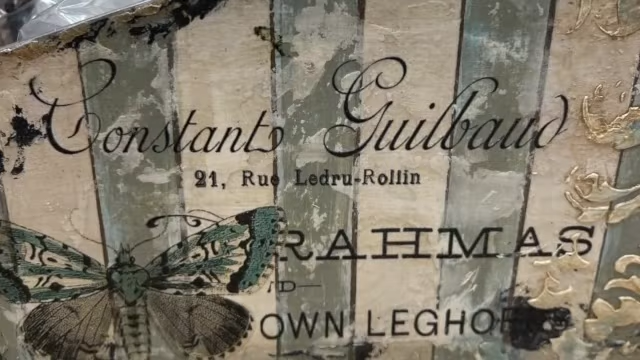 Constant Guilbaud
21, Rue Ledru-Rollin
RAHMAS
D—
OWN LEGHO